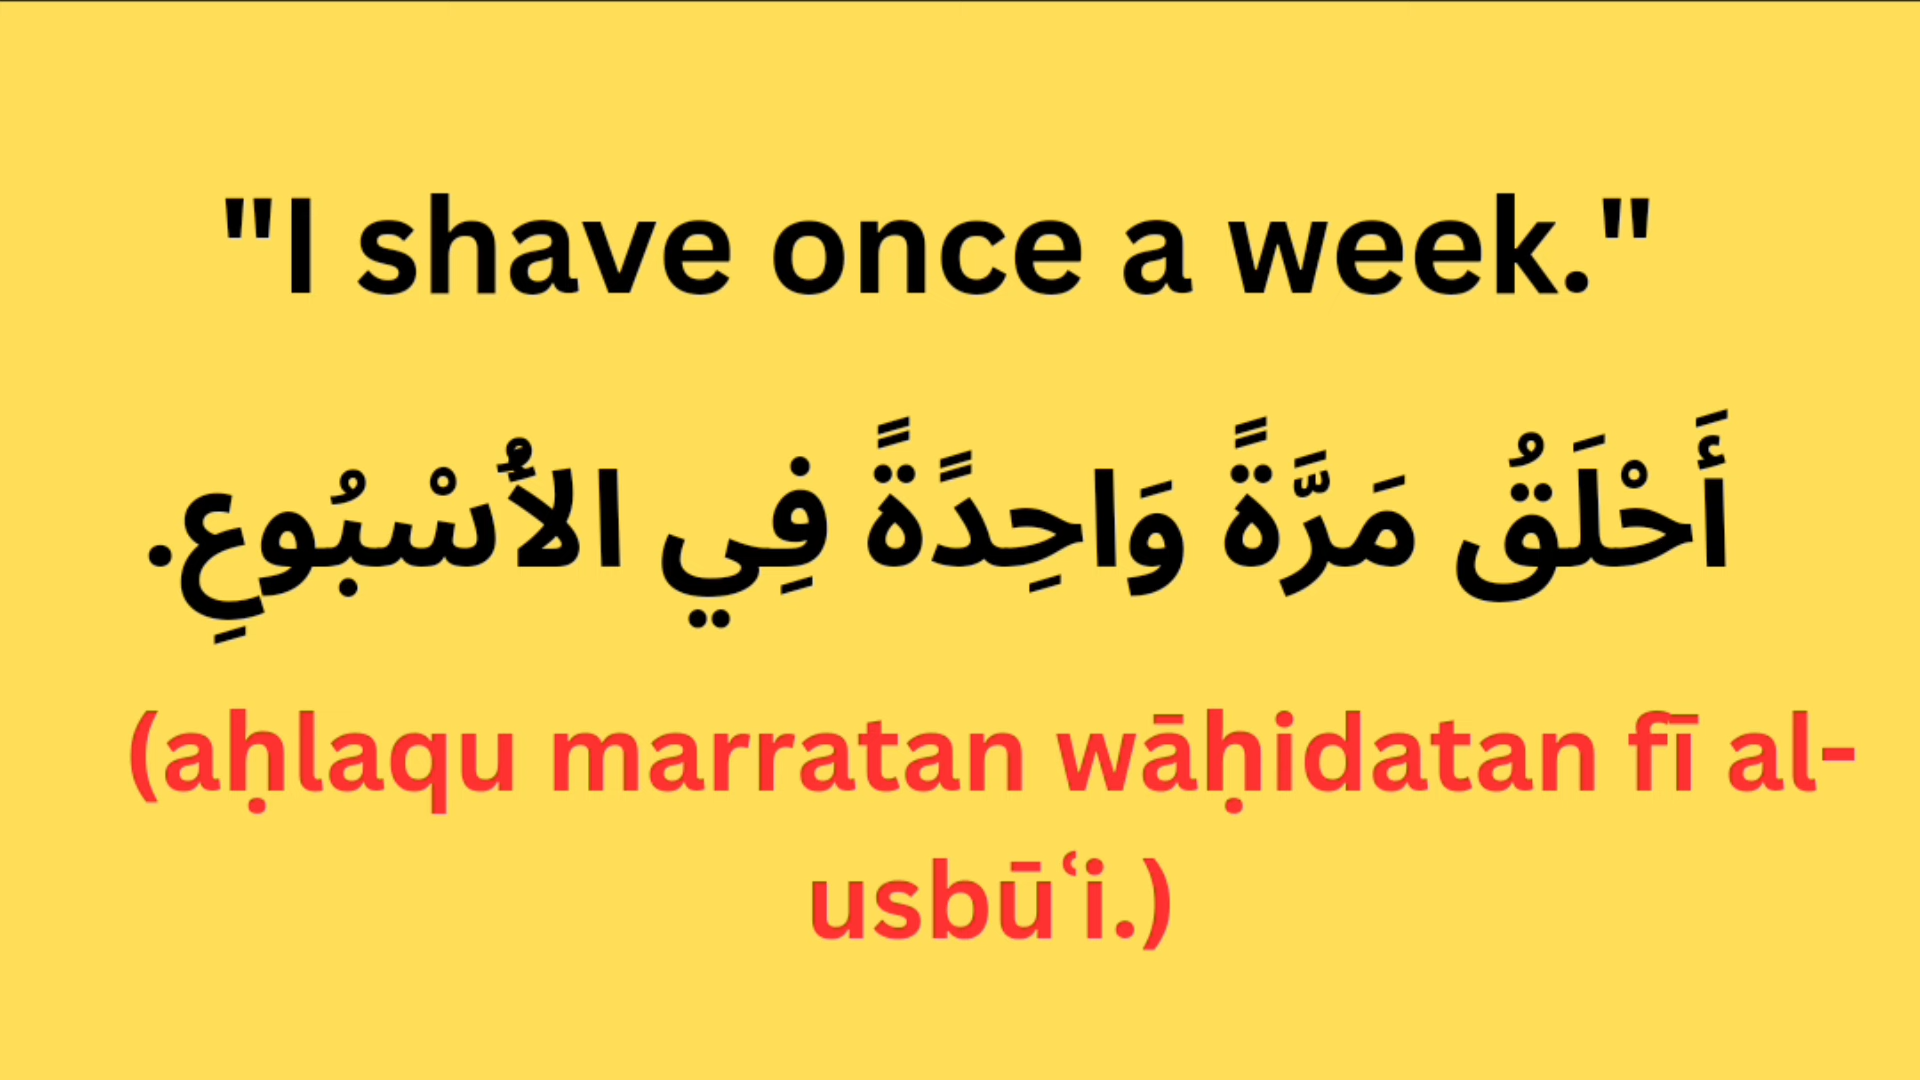 "I shave once a week."
أَحْلَقُ مَرَّةً وَاحِدًةً فِي الأَُسْبُوعِ.
(aḥlaqu marratan wāḥidatan fī al-
usbūʿi.)